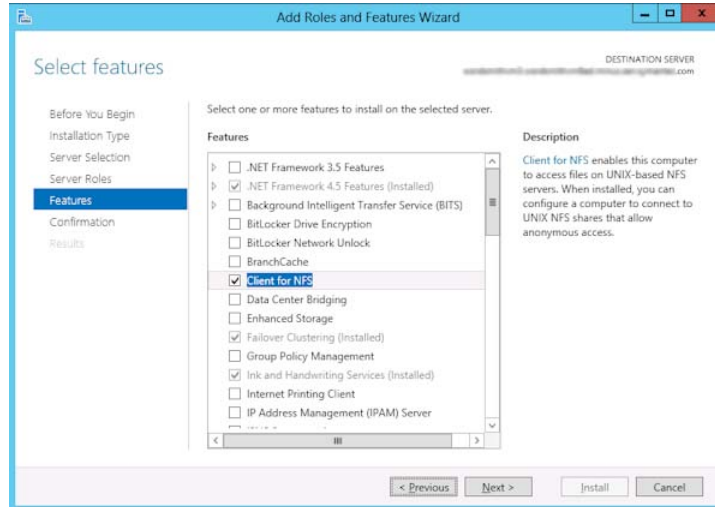 Add Roles and Features Wizard
Select features
DESTINATION SERVER
.com
Before You Begin
Installation Type
Server Selection
Server Roles
Features
Confirmation
Results
Select one or more features to install on the selected server.
Features
.NET Framework 3.5 Features
.NET Framework 4.5 Features (Installed)
Background Intelligent Transfer Service (BITS)
BitLocker Drive Encryption
BitLocker Network Unlock
BranchCache
Client for NFS
Data Center Bridging
Enhanced Storage
Failover Clustering (Installed)
Group Policy Management
Ink and Handwriting Services (Installed)
Internet Printing Client
IP Address Management (IPAM) Server
Description
Client for NFS enables this computer
to access files on UNIX-based NFS
servers. When installed, you can
configure a computer to connect to
UNIX NFS shares that allow
anonymous access.
< Previous
Next >
Install
Cancel